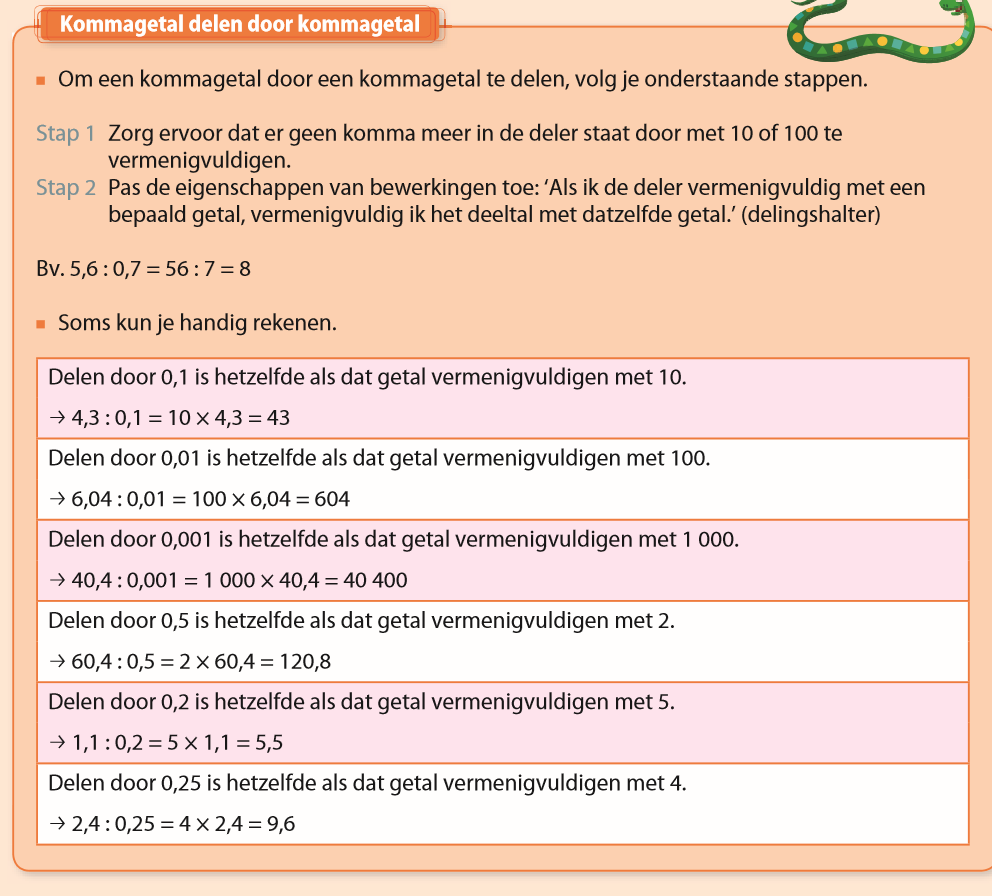 Kommagetal delen door kommagetal
▪ Om een kommagetal door een kommagetal te delen, volg je onderstaande stappen.
Stap 1 Zorg ervoor dat er geen komma meer in de deler staat door met 10 of 100 te
vermenigvuldigen.
Stap 2 Pas de eigenschappen van bewerkingen toe: ‘Als ik de deler vermenigvuldig met een
bepaald getal, vermenigvuldig ik het deeltal met datzelfde getal.’ (delingshalter)
Bv. 5,6 : 0,7 = 56 : 7 = 8
▪ Soms kun je handig rekenen.
Delen door 0,1 is hetzelfde als dat getal vermenigvuldigen met 10.
→ 4,3 : 0,1 = 10 × 4,3 = 43
Delen door 0,01 is hetzelfde als dat getal vermenigvuldigen met 100.
→ 6,04 : 0,01 = 100 × 6,04 = 604
Delen door 0,001 is hetzelfde als dat getal vermenigvuldigen met 1 000.
→ 40,4 : 0,001 = 1 000 × 40,4 = 40 400
Delen door 0,5 is hetzelfde als dat getal vermenigvuldigen met 2.
→ 60,4 : 0,5 = 2 × 60,4 = 120,8
Delen door 0,2 is hetzelfde als dat getal vermenigvuldigen met 5.
→ 1,1 : 0,2 = 5 × 1,1 = 5,5
Delen door 0,25 is hetzelfde als dat getal vermenigvuldigen met 4.
→ 2,4 : 0,25 = 4 × 2,4 = 9,6